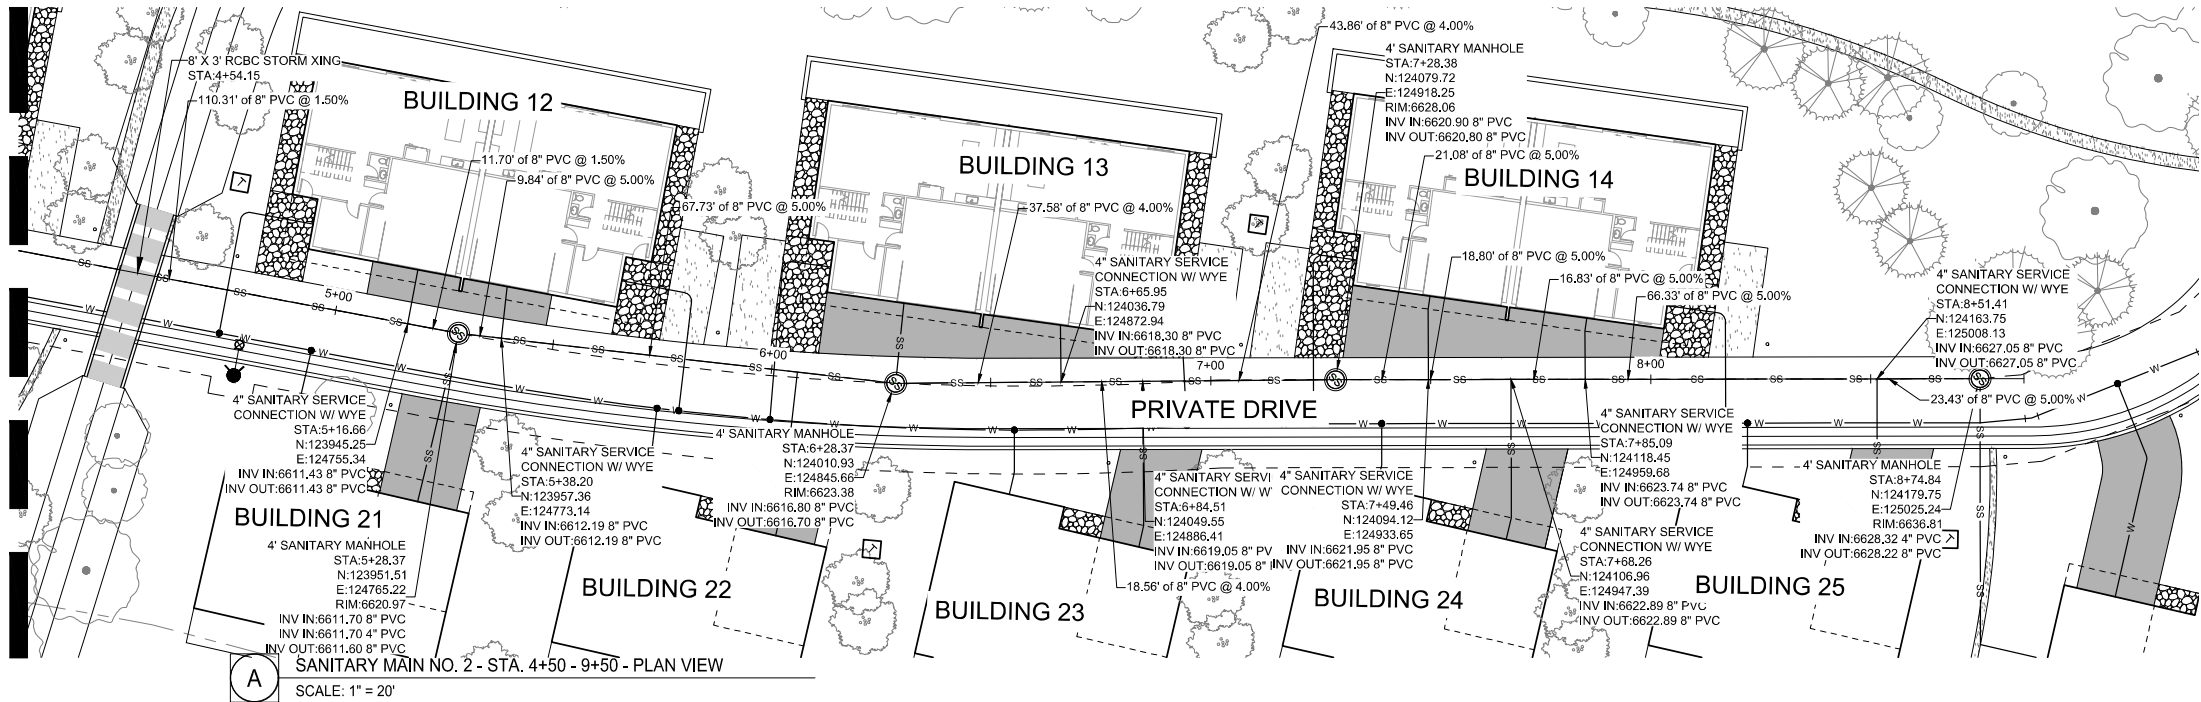 8' X 3' RCBC STORM XING
STA:4+54.15
110.31' of 8" PVC @ 1.50%
BUILDING 12
11.70' of 8" PVC @ 1.50%
9.84' of 8" PVC @ 5.00%
67.73' of 8" PVC @ 5.00%
BUILDING 13
37.58' of 8" PVC @ 4.00%
43.86' of 8" PVC @ 4.00%
4' SANITARY MANHOLE
STA:7+28.38
N:124079.72
E:124918.25
RIM:6628.06
INV IN:6620.90 8" PVC
INV OUT:6620.80 8" PVC
21.08' of 8" PVC @ 5.00%
BUILDING 14
18.80' of 8" PVC @ 5.00%
16.83' of 8" PVC @ 5.00%
66.33' of 8" PVC @ 5.00%
4" SANITARY SERVICE
CONNECTION W/ WYE
STA:6+65.95
N:124036.79
E:124872.94
INV IN:6618.30 8" PVC
INV OUT:6618.30 8" PVC
4" SANITARY SERVICE
CONNECTION W/ WYE
STA:8+51.41
N:124163.75
E:125008.13
INV IN:6627.05 8" PVC
INV OUT:6627.05 8" PVC
23.43' of 8" PVC @ 5.00%
5+00
6+00
7+00
8+00
PRIVATE DRIVE
4" SANITARY SERVICE
CONNECTION W/ WYE
STA:5+16.66
N:123945.25
E:124755.34
INV IN:6611.43 8" PVC
INV OUT:6611.43 8" PVC
BUILDING 21
4' SANITARY MANHOLE
STA:5+28.37
N:123951.51
E:124765.22
RIM:6620.97
INV IN:6611.70 8" PVC
INV IN:6611.70 4" PVC
INV OUT:6611.60 8" PVC
4" SANITARY SERVICE
CONNECTION W/ WYE
STA:5+38.20
N:123957.36
E:124773.14
INV IN:6612.19 8" PVC
INV OUT:6612.19 8" PVC
BUILDING 22
4' SANITARY MANHOLE
STA:6+28.37
N:124010.93
E:124845.66
RIM:6623.38
INV IN:6616.80 8" PVC
INV OUT:6616.70 8" PVC
BUILDING 23
4" SANITARY SERVI
CONNECTION W/ W
STA:6+84.51
N:124049.55
E:124886.41
INV IN:6619.05 8" PV
INV OUT:6619.05 8"
18.56' of 8" PVC @ 4.00%
4" SANITARY SERVICE
CONNECTION W/ WYE
STA:7+49.46
N:124094.12
E:124933.65
INV IN:6621.95 8" PVC
INV OUT:6621.95 8" PVC
BUILDING 24
4" SANITARY SERVICE
CONNECTION W/ WYE
STA:7+85.09
N:124118.45
E:124959.68
INV IN:6623.74 8" PVC
INV OUT:6623.74 8" PVC
4" SANITARY SERVICE
CONNECTION W/ WYE
STA:7+68.26
N:124106.96
E:124947.39
INV IN:6622.89 8" PVC
INV OUT:6622.89 8" PVC
BUILDING 25
4' SANITARY MANHOLE
STA:8+74.84
N:124179.75
E:125025.24
RIM:6636.81
INV IN:6628.32 4" PVC
INV OUT:6628.22 8" PVC
A
SANITARY MAIN NO. 2 - STA. 4+50 - 9+50 - PLAN VIEW
SCALE: 1" = 20'